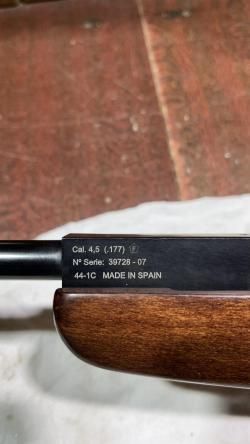 Cal. 4,5 (.177) F
Nº Serie: 39728 - 07
44-1C MADE IN SPAIN